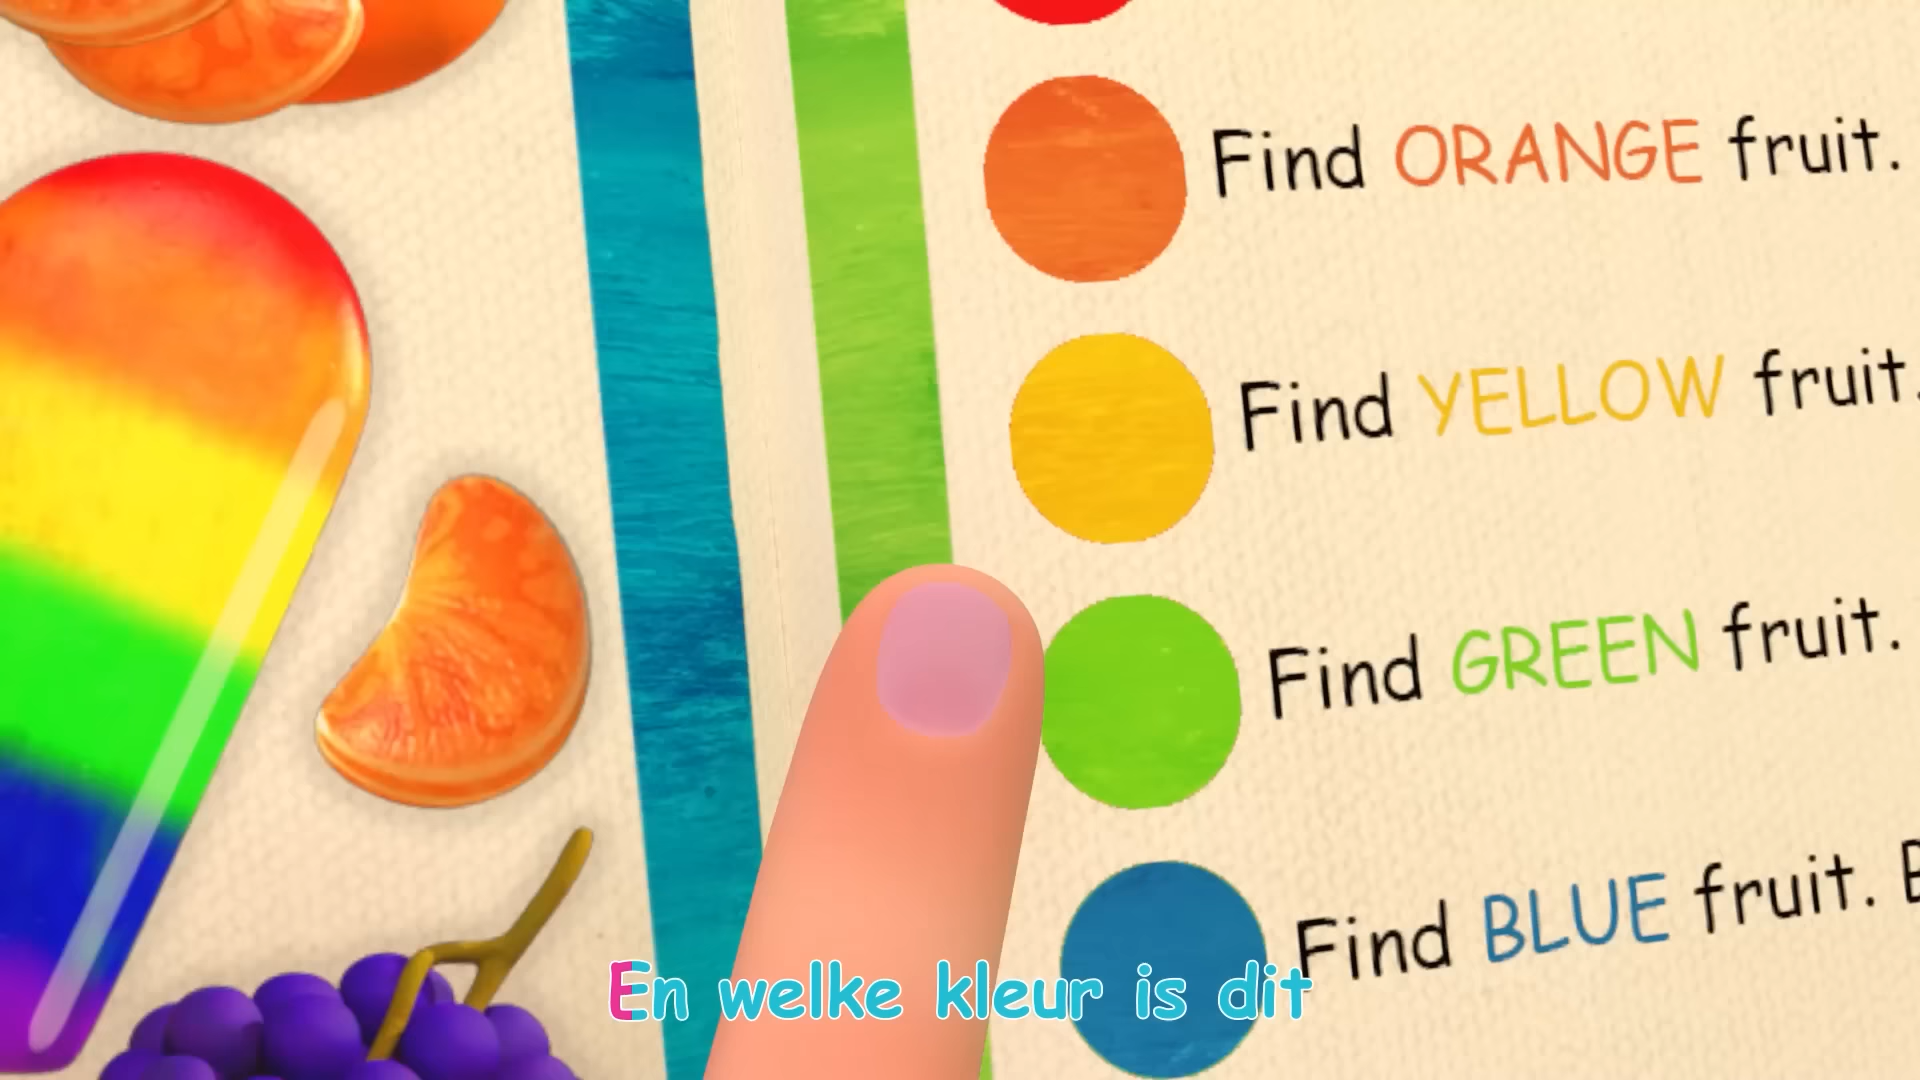 Find ORANGE fruit.
Find YELLOW fruit.
Find GREEN fruit.
Find BLUE fruit.
En welke kleur is dit